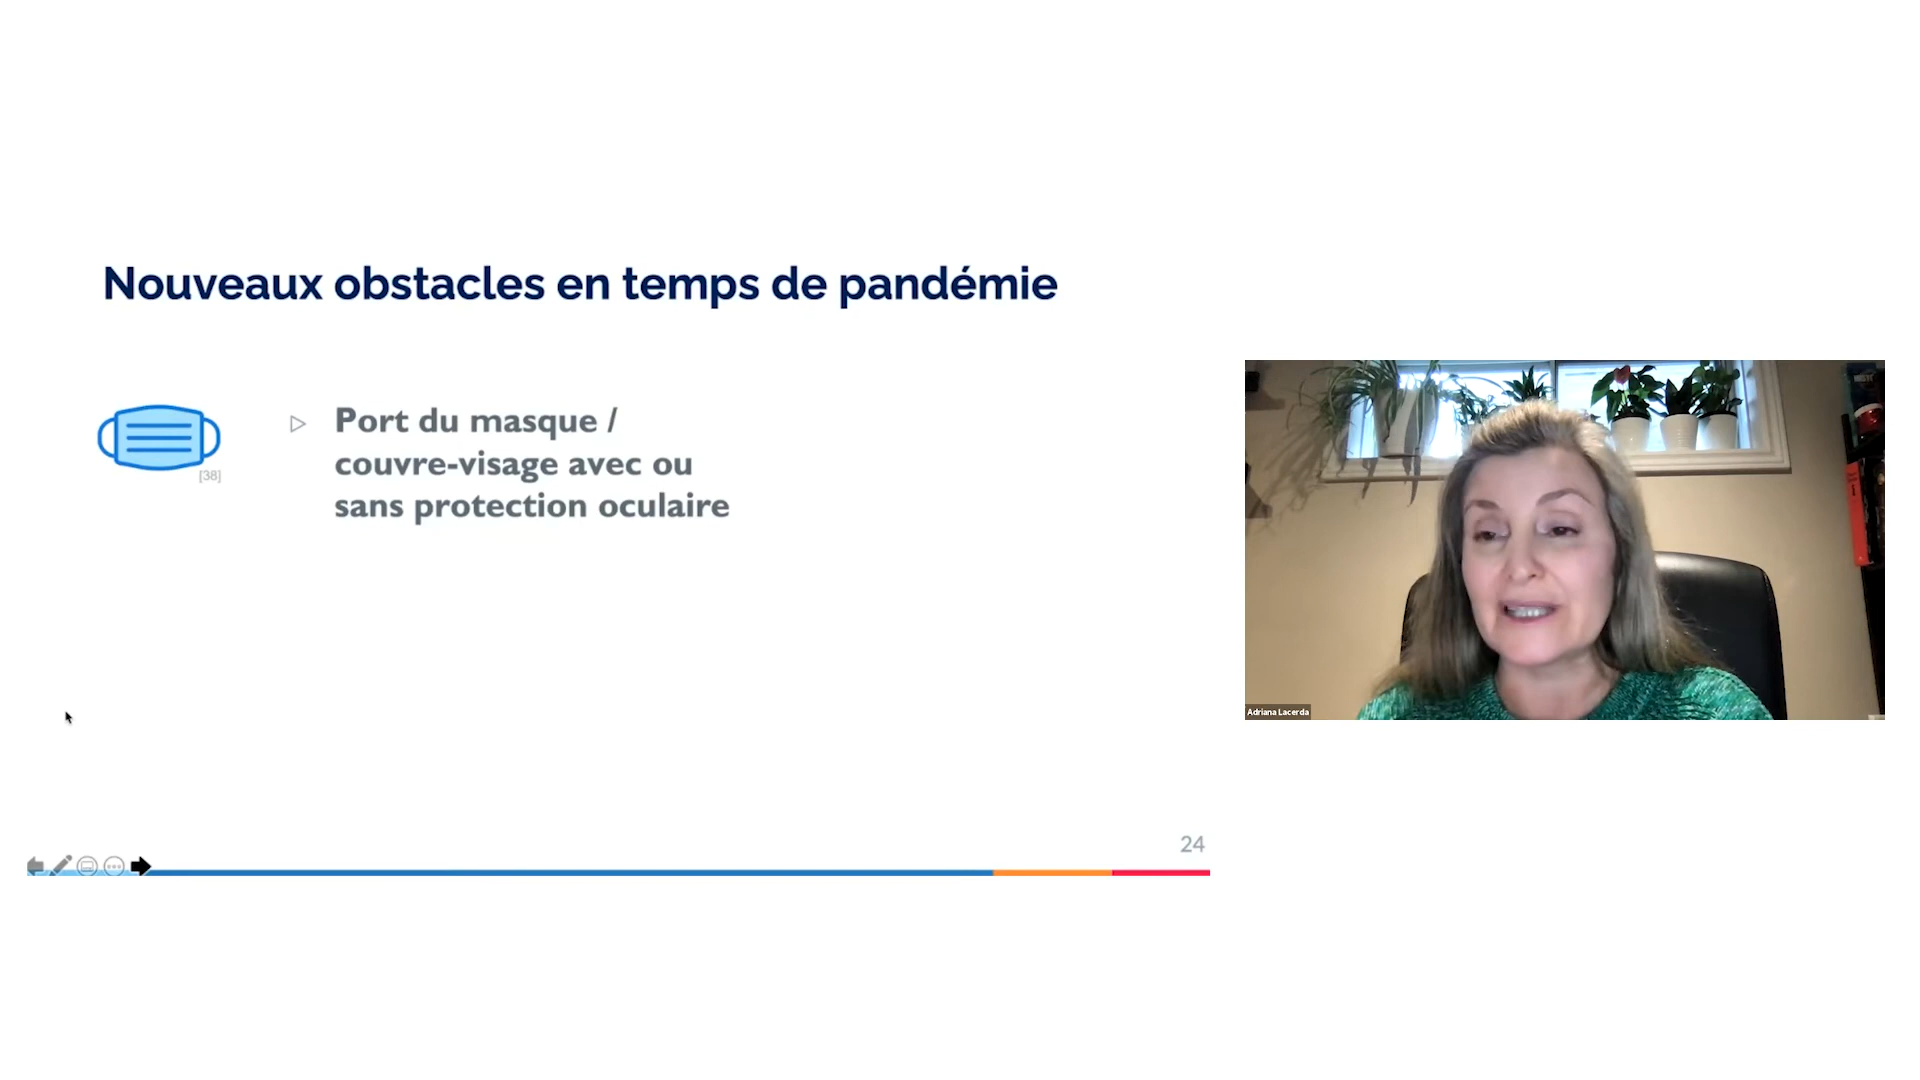 Nouveaux obstacles en temps de pandémie
[38]
▷ Port du masque /
couvre-visage avec ou
sans protection oculaire
Adriana Lacerda
24